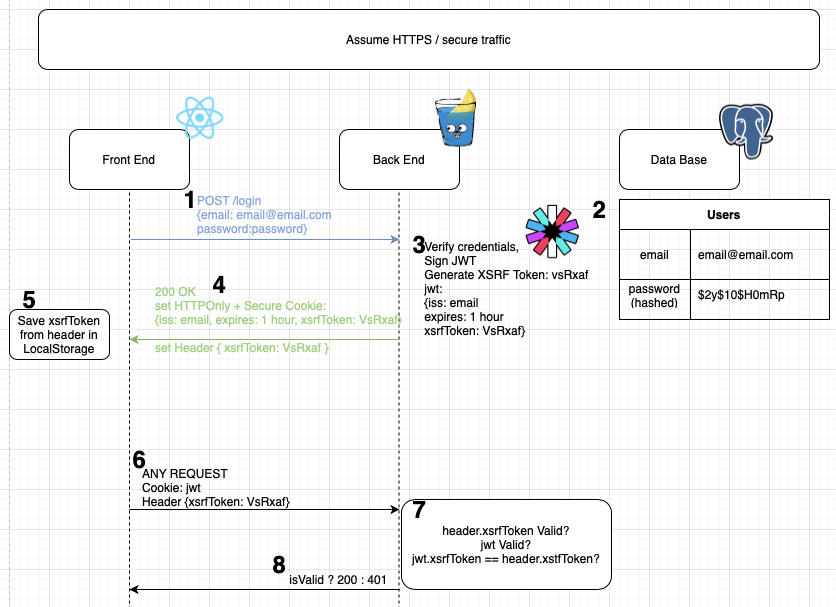 Assume HTTPS / secure traffic
Front End
Back End
Data Base
1
POST /login
{email: email@email.com
password:password}
2
Users
email
email@email.com
password
(hashed)
$2y$10$H0mRp
3
Verify credentials,
Sign JWT
Generate XSRF Token: vsRxaf
jwt:
{iss: email
expires: 1 hour
xsrfToken: VsRxaf}
4
200 OK
set HTTPOnly + Secure Cookie:
{iss: email, expires: 1 hour, xsrfToken: VsRxaf}
set Header { xsrfToken: VsRxaf }
5
Save xsrfToken
from header in
LocalStorage
6
ANY REQUEST
Cookie: jwt
Header {xsrfToken: VsRxaf}
7
header.xsrfToken Valid?
jwt Valid?
jwt.xsrfToken == header.xstfToken?
8
isValid ? 200 : 401